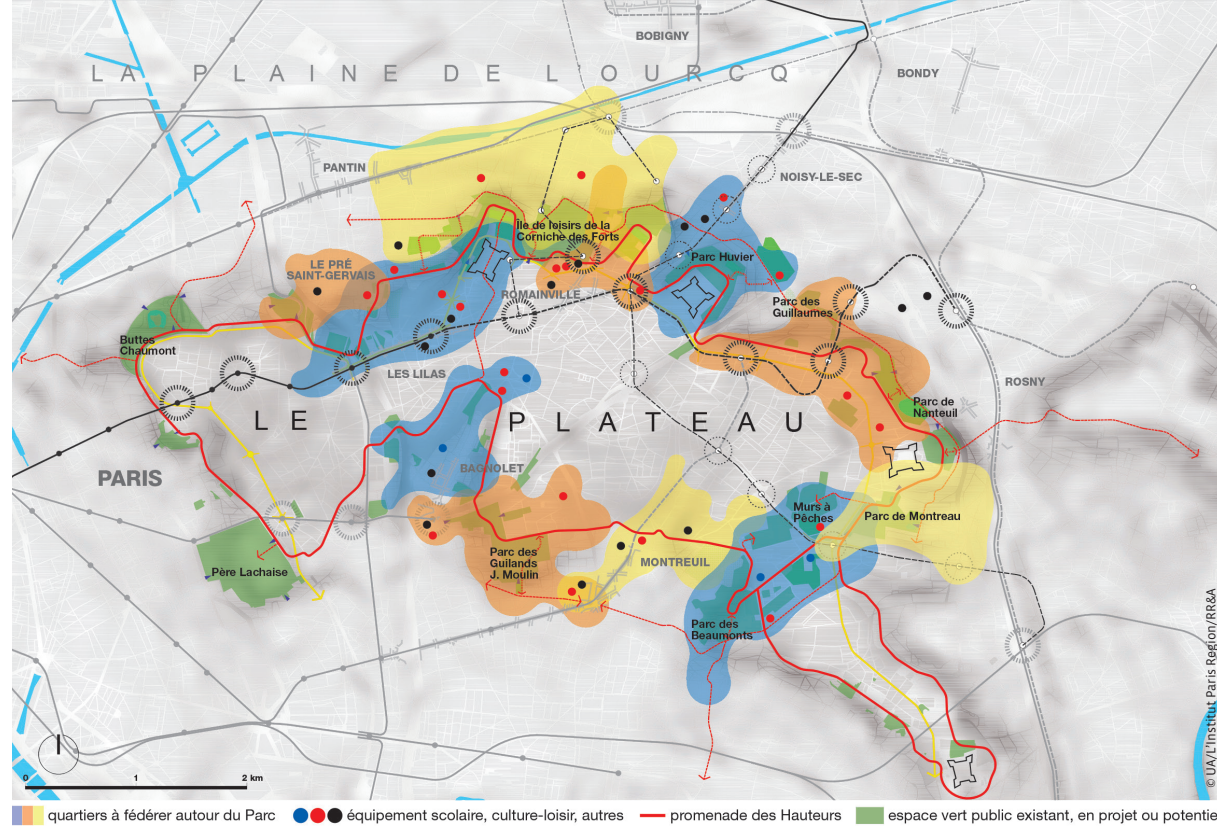 BOBIGNY
LA PLAINE DE L'OURCQ
BONDY
PANTIN
NOISY-LE-SEC
Île de loisirs de la
Corniche des Forts
Parc Huvier
LE PRÉ
SAINT-GERVAIS
ROMAINVILLE
Parc des
Guillaumes
Buttes
Chaumont
LES LILAS
ROSNY
Parc de
Nanteuil
LE PLATEAU
PARIS
BAGNOLET
Murs à
Pêches
Parc de Montreau
Parc des
Guilands
J. Moulin
MONTREUIL
Père Lachaise
Parc des
Beaumonts
0 1 2 km
© UA/L'Institut Paris Region/RR&A
quartiers à fédérer autour du Parc
équipement scolaire, culture-loisir, autres
promenade des Hauteurs
espace vert public existant, en projet ou potentie